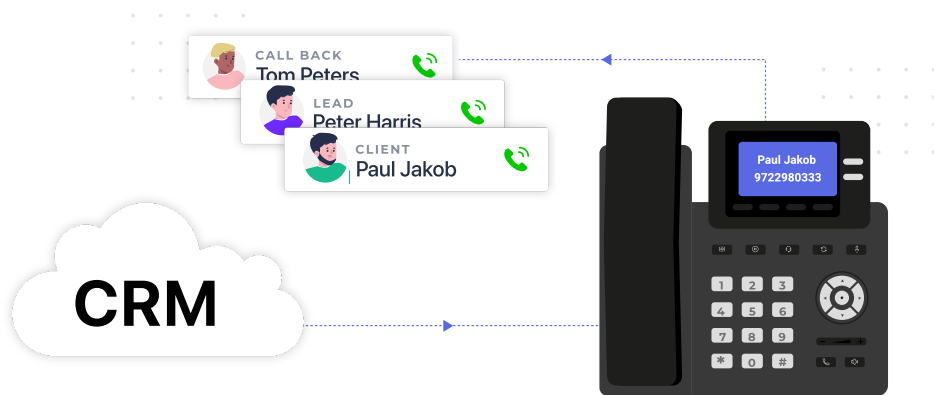 CALL BACK
Tom Peters
LEAD
Peter Harris
CLIENT
Paul Jakob
Paul Jakob
9722980333
CRM
1 2 3
4 5 6
7 8 9
* 0 #
- +